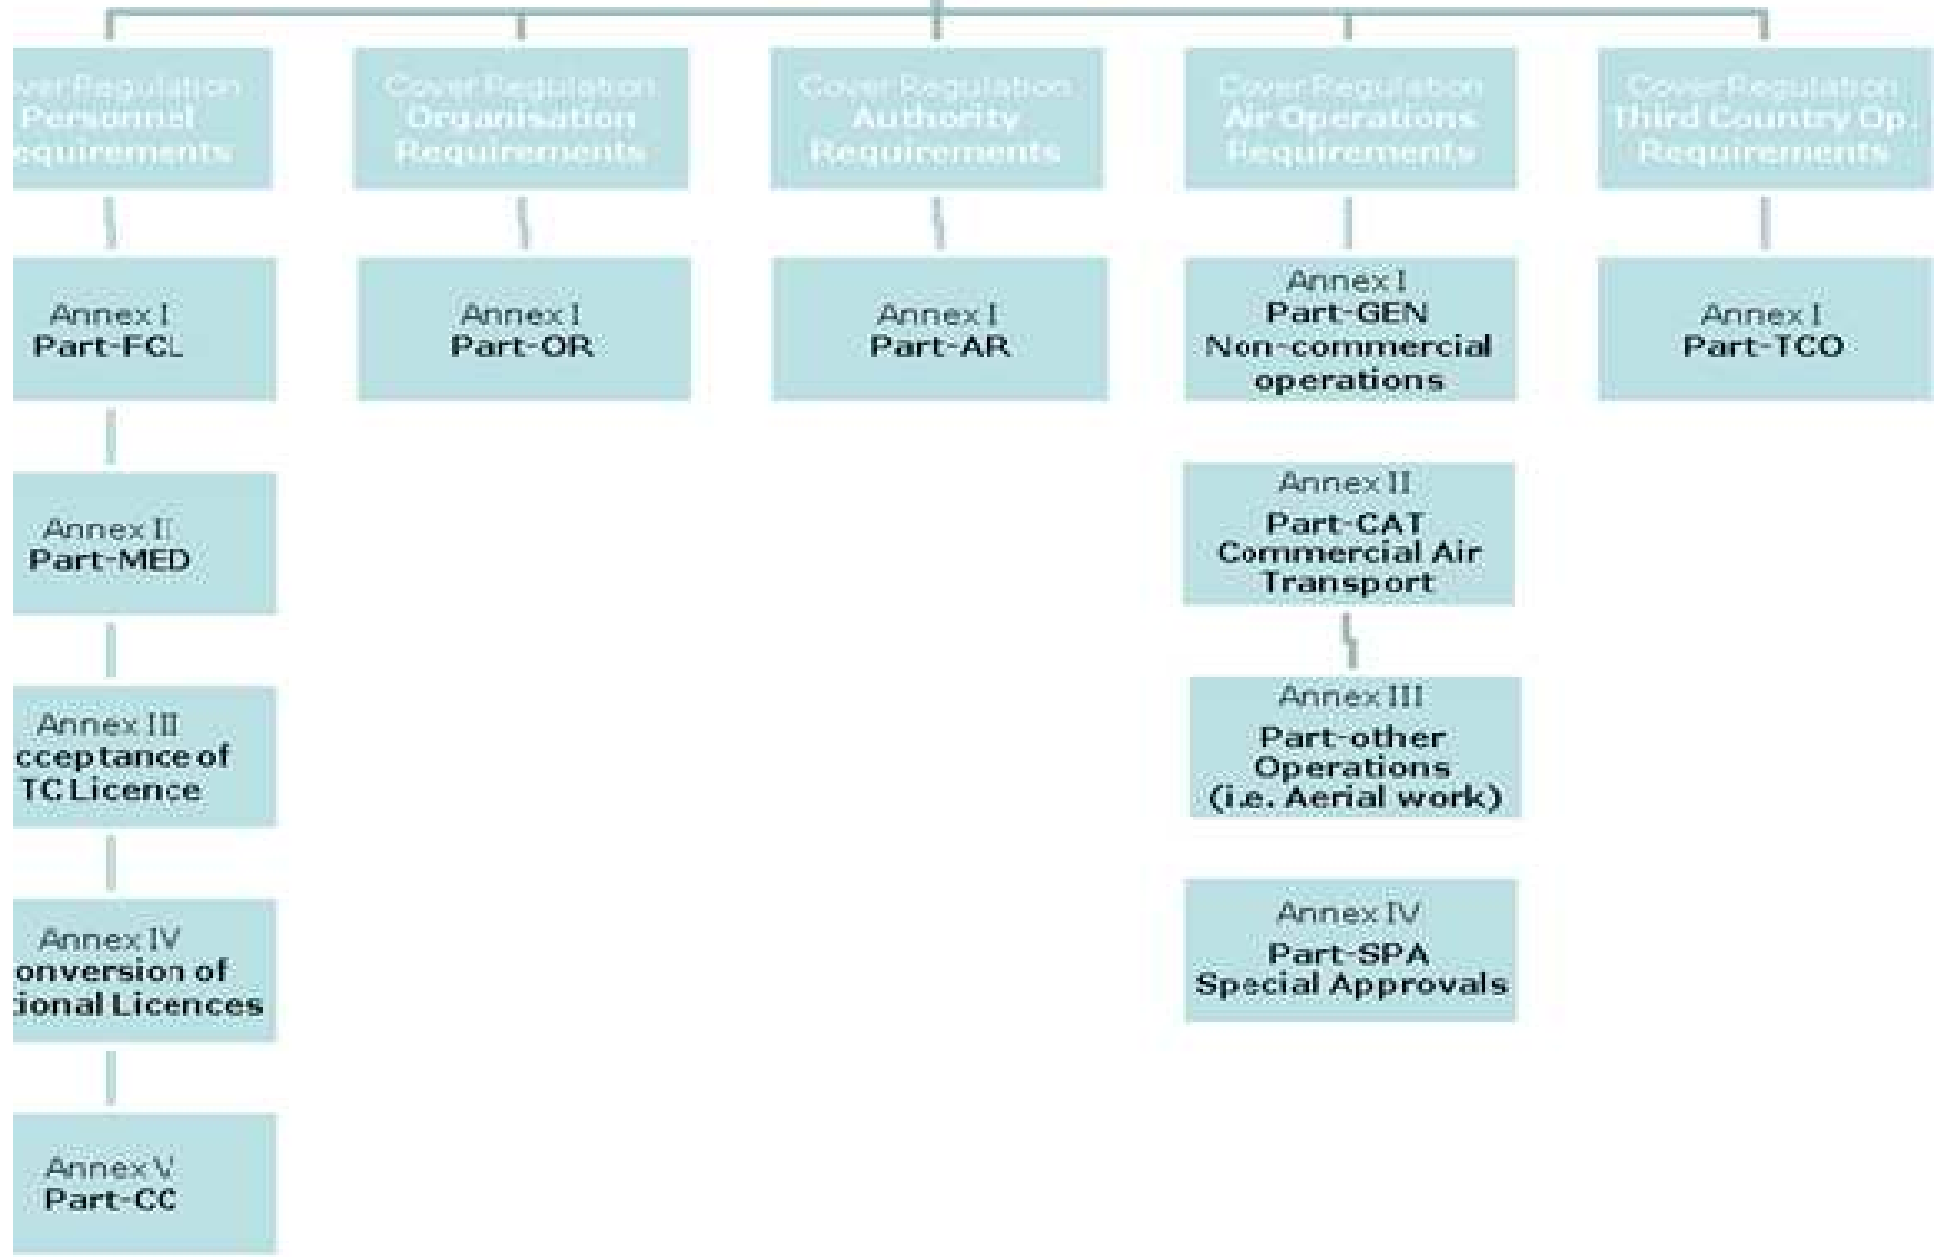 over Regulation
Personnel
equirements
Cover Regulation
Organisation
Requirements
Cover Regulation
Authority
Requirements
Cover Regulation
Air Operations
Requirements
Cover Regulation
Third Country Op.
Requirements
Annex I
Part-FCL
Annex I
Part-OR
Annex I
Part-AR
Annex I
Part-GEN
Non-commercial
operations
Annex I
Part-TCO
Annex II
Part-MED
Annex II
Part-CAT
Commercial Air
Transport
Annex III
cceptance of
TC Licence
Annex III
Part-other
Operations
(i.e. Aerial work)
Annex IV
onversion of
tional Licences
Annex IV
Part-SPA
Special Approvals
Annex V
Part-CC